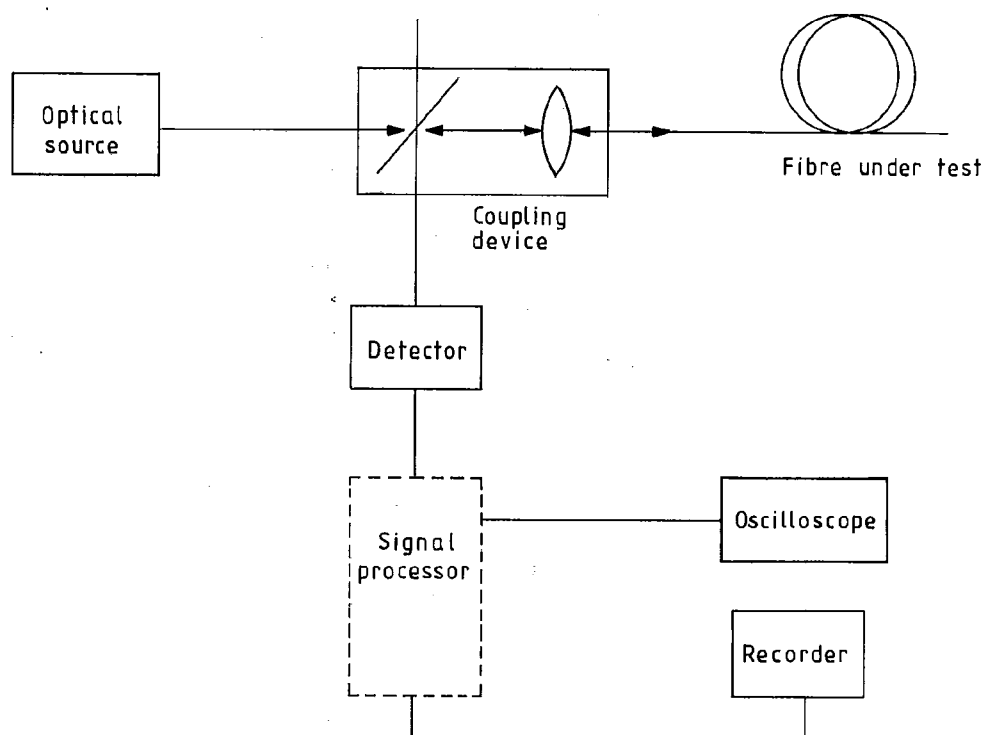 Optical
source
Coupling
device
Fibre under test
Detector
Signal
processor
Oscilloscope
Recorder